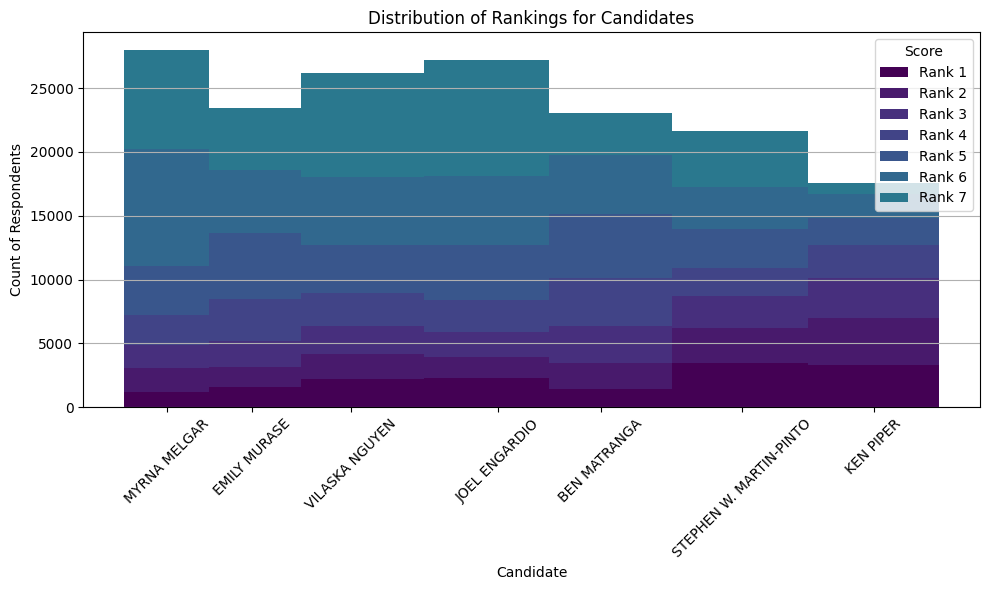 Distribution of Rankings for Candidates
Count of Respondents
25000
20000
15000
10000
5000
0
Score
Rank 1
Rank 2
Rank 3
Rank 4
Rank 5
Rank 6
Rank 7
MYRNA MELGAR
EMILY MURASE
VILASKA NGUYEN
JOEL ENGARDIO
BEN MATRANGA
STEPHEN W. MARTIN-PINTO
KEN PIPER
Candidate